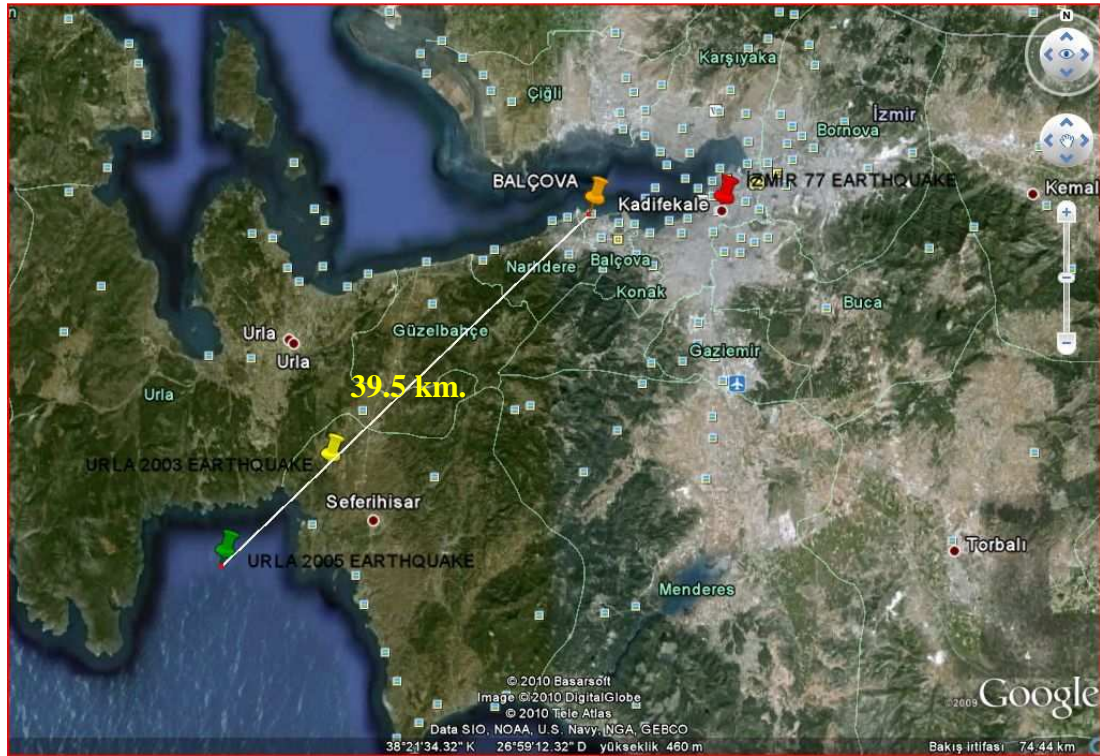 n
N
Karşıyaka
Çiğli
İzmir
Bornova
BALÇOVA
İZMİR 77 EARTHQUAKE
Kemal
Kadifekale
Narlıdere
Balçova
Konak
Buca
Güzelbahçe
Urla
Urla
Gaziemir
Urla
39.5 km.
URLA 2003 EARTHQUAKE
Seferihisar
Torbalı
URLA 2005 EARTHQUAKE
Menderes
© 2010 Basarsoft
Image © 2010 DigitalGlobe
© 2010 Tele Atlas
Data SIO, NOAA, U.S. Navy, NGA, GEBCO
2009 Google
38°21'34.32" K 26°59'12.32" D yükseklik 460 m
Bakış irtifası 74.44 km